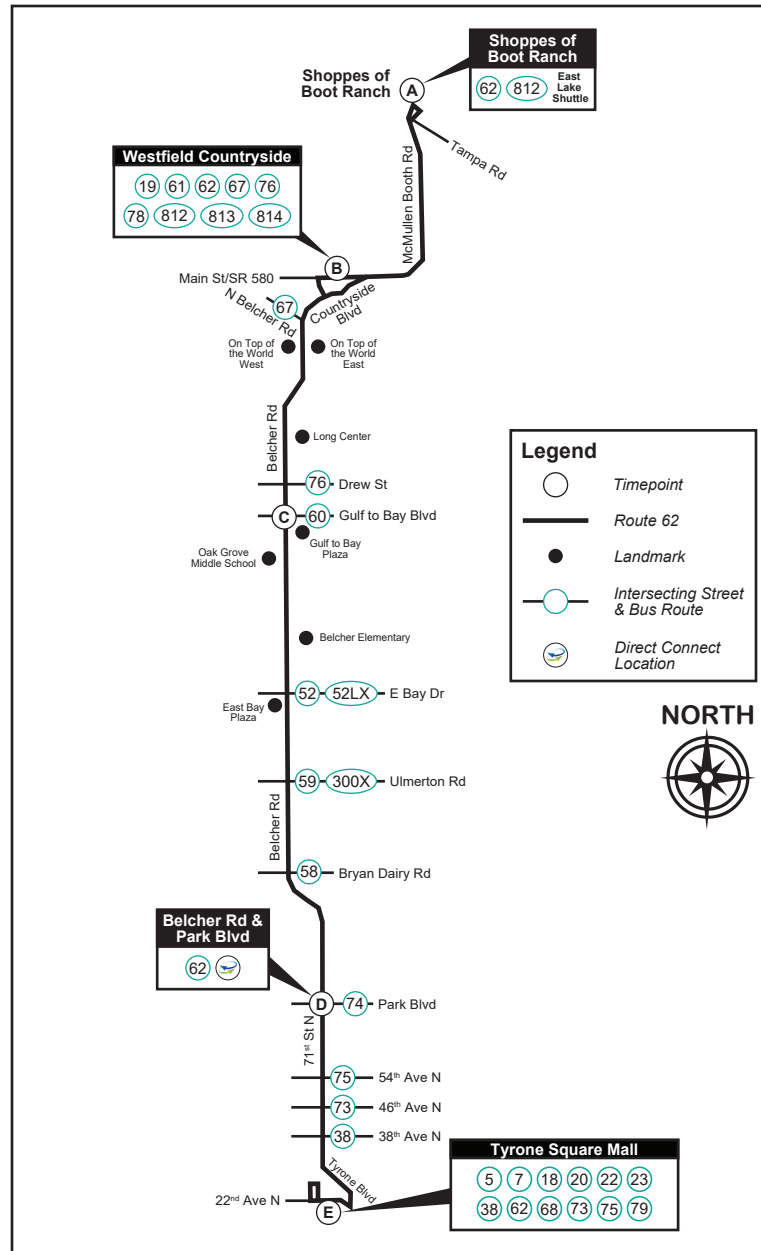 Shoppes of
Boot Ranch
62 812 East
Lake
Shuttle
Shoppes of
Boot Ranch
A
Tampa Rd
McMullen Booth Rd
Westfield Countryside
19 61 62 67 76
78 812 813 814
B
Main St/SR 580
Countryside
Blvd
N Belcher Rd
67
On Top of
the World
West
On Top of
the World
East
Belcher Rd
Long Center
76 Drew St
C 60 Gulf to Bay Blvd
Gulf to Bay
Plaza
Oak Grove
Middle School
Belcher Elementary
52 52LX E Bay Dr
East Bay
Plaza
59 300X Ulmerton Rd
Belcher Rd
58 Bryan Dairy Rd
Belcher Rd &
Park Blvd
62
D 74 Park Blvd
71st St N
75 54th Ave N
73 46th Ave N
38 38th Ave N
Tyrone Blvd
22nd Ave N
E
Tyrone Square Mall
5 7 18 20 22 23
38 62 68 73 75 79
Legend
Timepoint
Route 62
Landmark
Intersecting Street
& Bus Route
Direct Connect
Location
NORTH